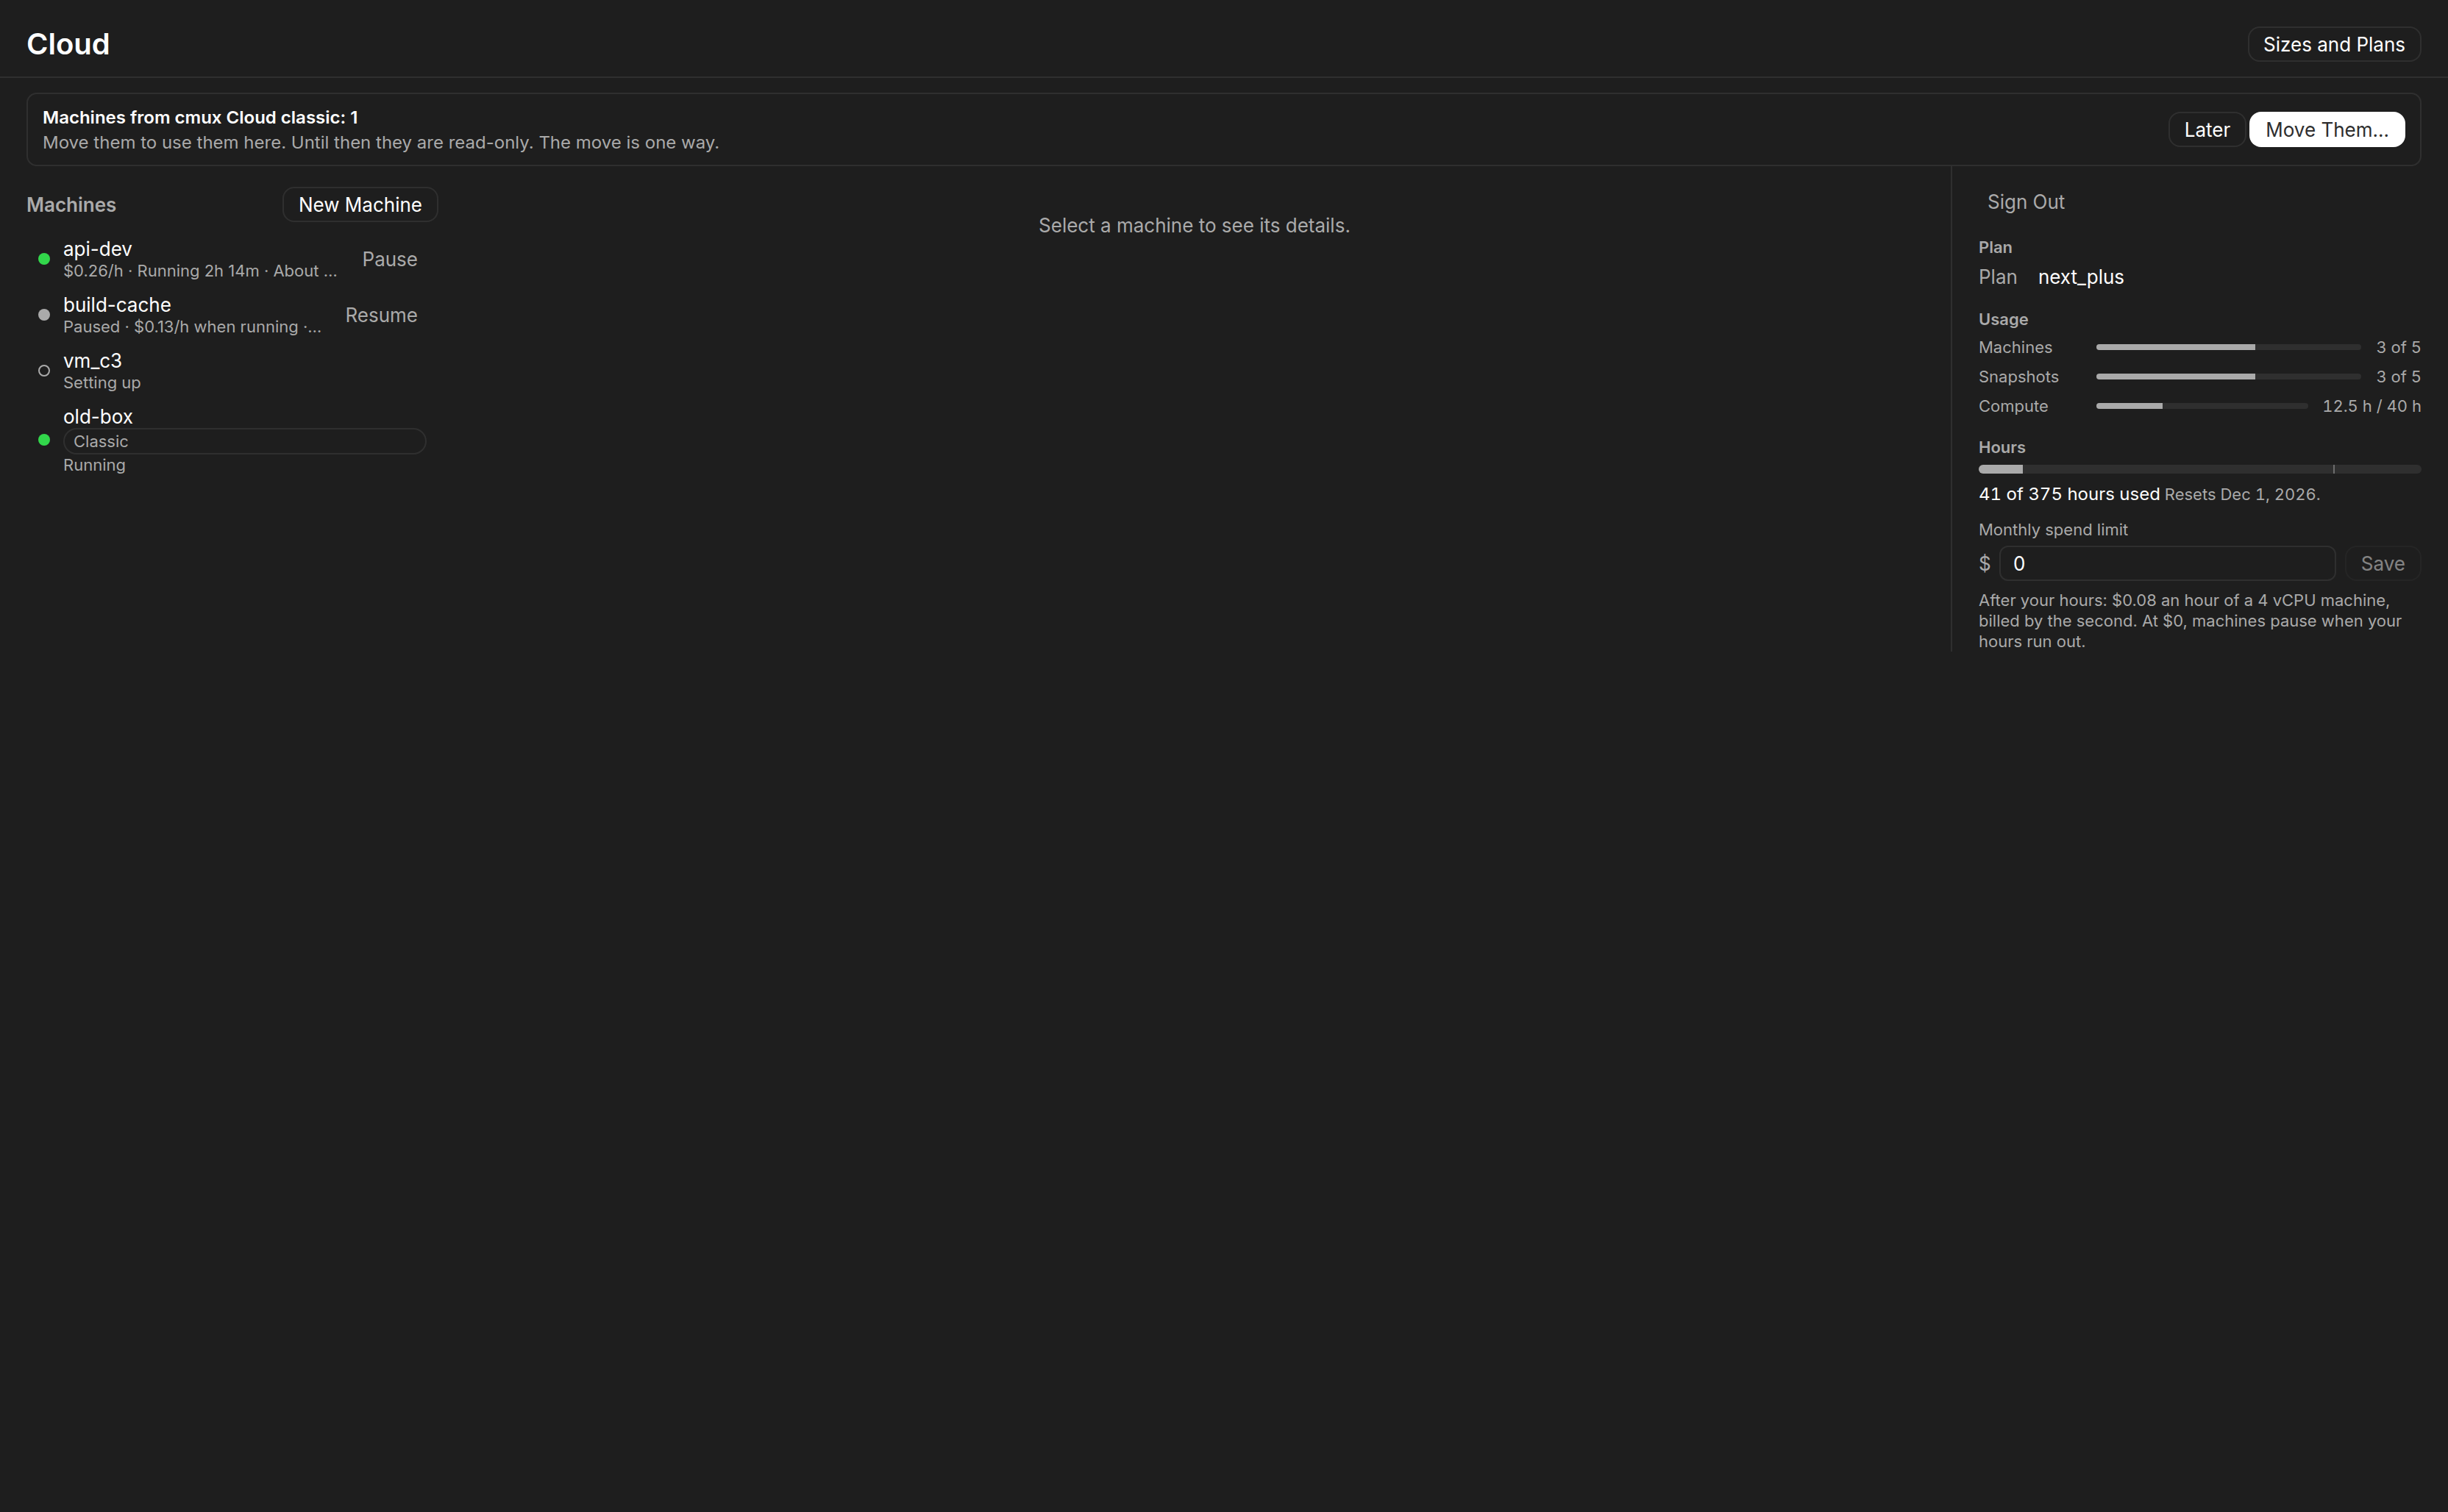 Cloud
Sizes and Plans
Machines from cmux Cloud classic: 1
Move them to use them here. Until then they are read-only. The move is one way.
Later
Move Them...
Machines
New Machine
api-dev
$0.26/h · Running 2h 14m · About ...
Pause
build-cache
Paused · $0.13/h when running ·...
Resume
vm_c3
Setting up
old-box
Classic
Running
Select a machine to see its details.
Sign Out
Plan
Plan next_plus
Usage
Machines 3 of 5
Snapshots 3 of 5
Compute 12.5 h / 40 h
Hours
41 of 375 hours used Resets Dec 1, 2026.
Monthly spend limit
$ 0 Save
After your hours: $0.08 an hour of a 4 vCPU machine,
billed by the second. At $0, machines pause when your
hours run out.